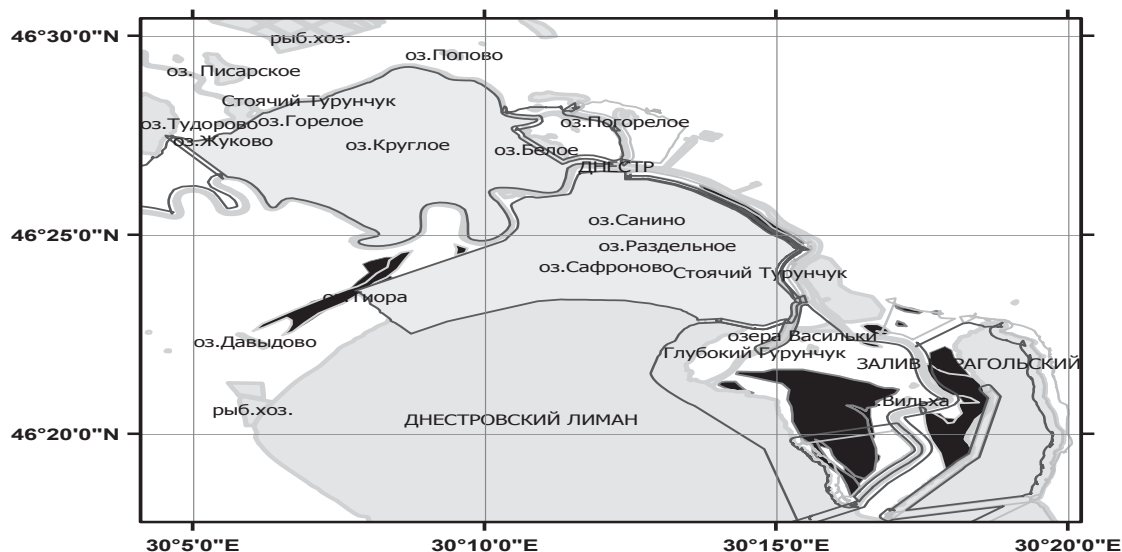 46°30'0"N
рыб.хоз.
оз.Попово
оз. Писарское
Стоячий Турунчук
оз.Тудорово
оз.Горелое
оз.Погорелое
оз.Жуково
оз.Круглое
оз.Белое
ДНЕСТР
оз.Санино
46°25'0"N
оз.Раздельное
оз.Сафроново
Стоячий Турунчук
оз.Тиора
озера Васильки
оз.Давыдово
Глубокий Турунчук
ЗАЛИВ
РАГОЛЬСКИЙ
рыб.хоз.
.Вильха
ДНЕСТРОВСКИЙ ЛИМАН
46°20'0"N
30°5'0"E
30°10'0"E
30°15'0"E
30°20'0"E